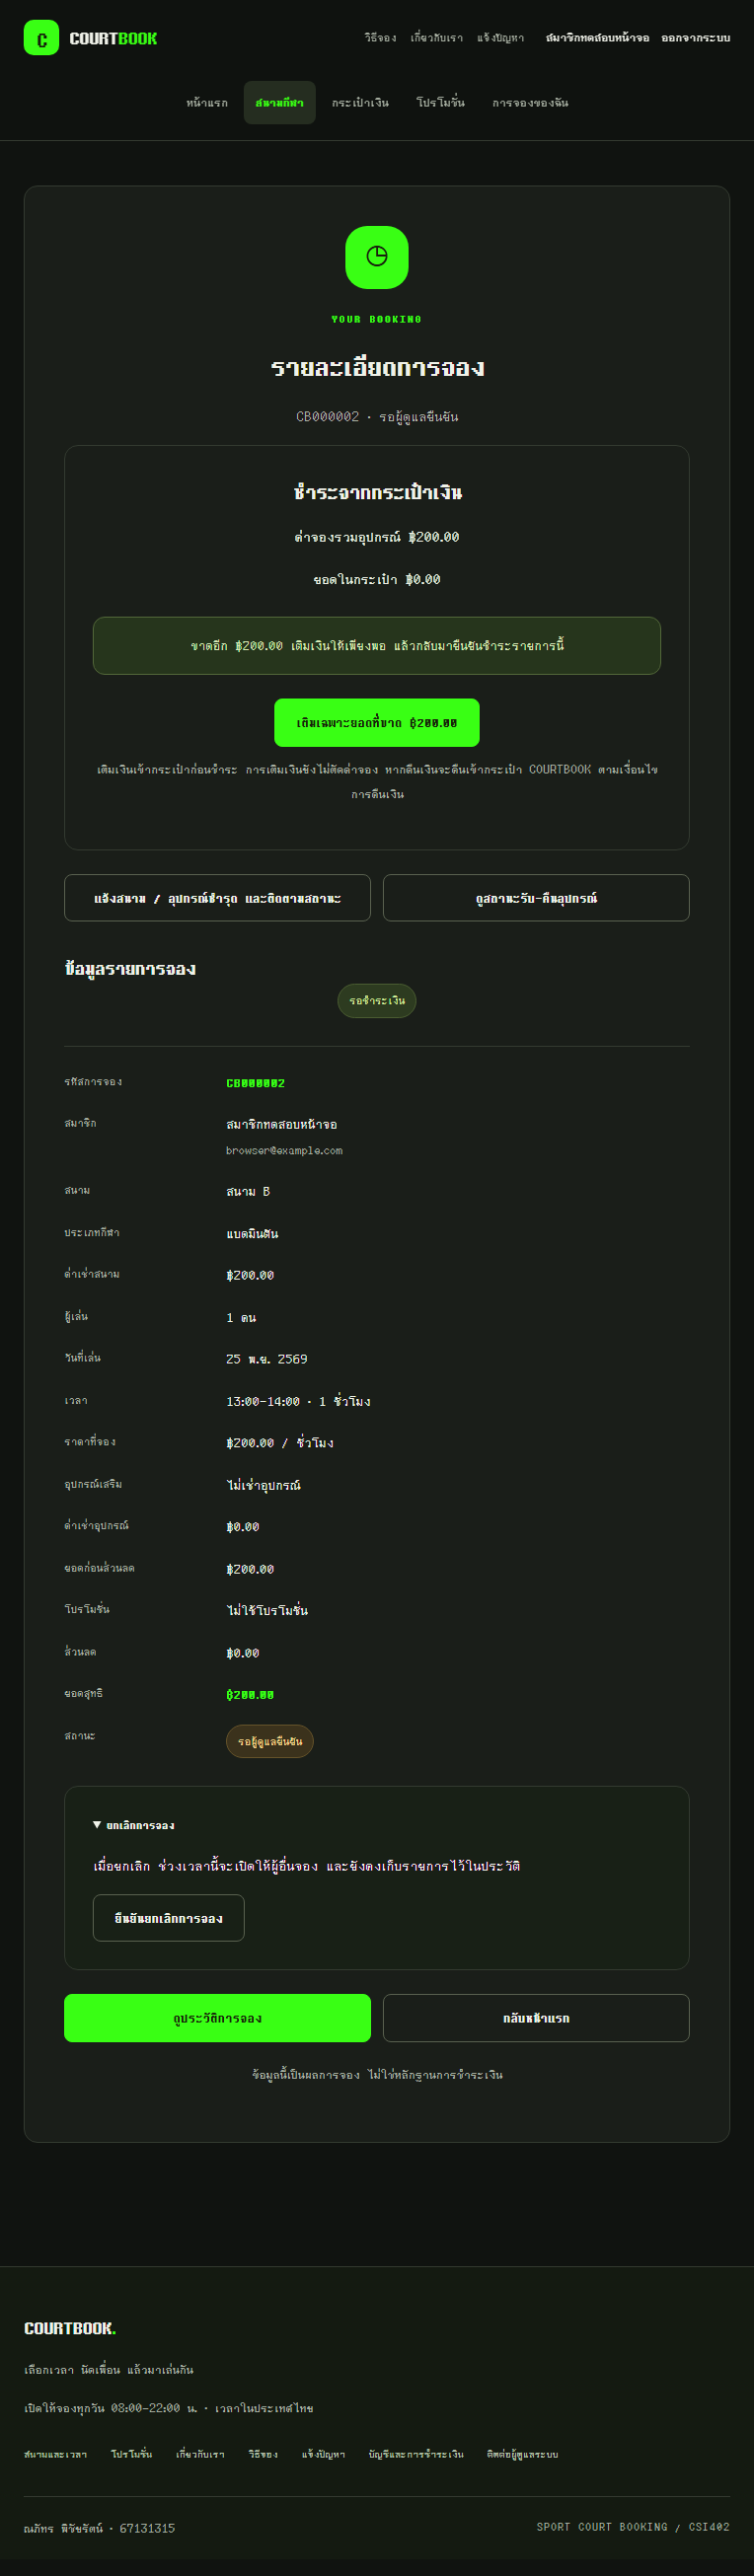 C COURTBOOK
วิธีจอง เกี่ยวกับเรา แจ้งปัญหา สมาชิกทดสอบหน้าจอ ออกจากระบบ
หน้าแรก สนามกีฬา กระเป๋าเงิน โปรโมชั่น การจองของฉัน
YOUR BOOKING
รายละเอียดการจอง
CB000002 · รอผู้ดูแลยืนยัน
ชำระจากกระเป๋าเงิน
ค่าจองรวมอุปกรณ์ ฿200.00
ยอดในกระเป๋า ฿0.00
ขาดอีก ฿200.00 เติมเงินให้เพียงพอ แล้วกลับมายืนยันชำระรายการนี้
เติมเฉพาะยอดที่ขาด ฿200.00
เติมเงินเข้ากระเป๋าก่อนชำระ การเติมเงินยังไม่ตัดค่าจอง หากคืนเงินจะคืนเข้ากระเป๋า COURTBOOK ตามเงื่อนไข
การคืนเงิน
แจ้งสนาม / อุปกรณ์ชำรุด และติดตามสถานะ
ดูสถานะรับ-คืนอุปกรณ์
ข้อมูลรายการจอง
รอชำระเงิน
รหัสการจอง CB000002
สมาชิก สมาชิกทดสอบหน้าจอ
browser@example.com
สนาม สนาม B
ประเภทกีฬา แบดมินตัน
ค่าเช่าสนาม ฿200.00
ผู้เล่น 1 คน
วันที่เล่น 25 พ.ย. 2569
เวลา 13:00–14:00 · 1 ชั่วโมง
ราคาที่จอง ฿200.00 / ชั่วโมง
อุปกรณ์เสริม ไม่เช่าอุปกรณ์
ค่าเช่าอุปกรณ์ ฿0.00
ยอดก่อนส่วนลด ฿200.00
โปรโมชั่น ไม่ใช้โปรโมชั่น
ส่วนลด ฿0.00
ยอดสุทธิ ฿200.00
สถานะ รอผู้ดูแลยืนยัน
▼ ยกเลิกการจอง
เมื่อยกเลิก ช่วงเวลานี้จะเปิดให้ผู้อื่นจอง และยังคงเก็บรายการไว้ในประวัติ
ยืนยันยกเลิกการจอง
ดูประวัติการจอง
กลับหน้าแรก
ข้อมูลนี้เป็นผลการจอง ไม่ใช่หลักฐานการชำระเงิน
COURTBOOK.
เลือกเวลา นัดเพื่อน แล้วมาเล่นกัน
เปิดให้จองทุกวัน 08:00–22:00 น. · เวลาในประเทศไทย
สนามและเวลา โปรโมชั่น เกี่ยวกับเรา วิธีจอง แจ้งปัญหา บัญชีและการชำระเงิน ติดต่อผู้ดูแลระบบ
ณภัทร พิชัยรัตน์ · 67131315
SPORT COURT BOOKING / CSI402